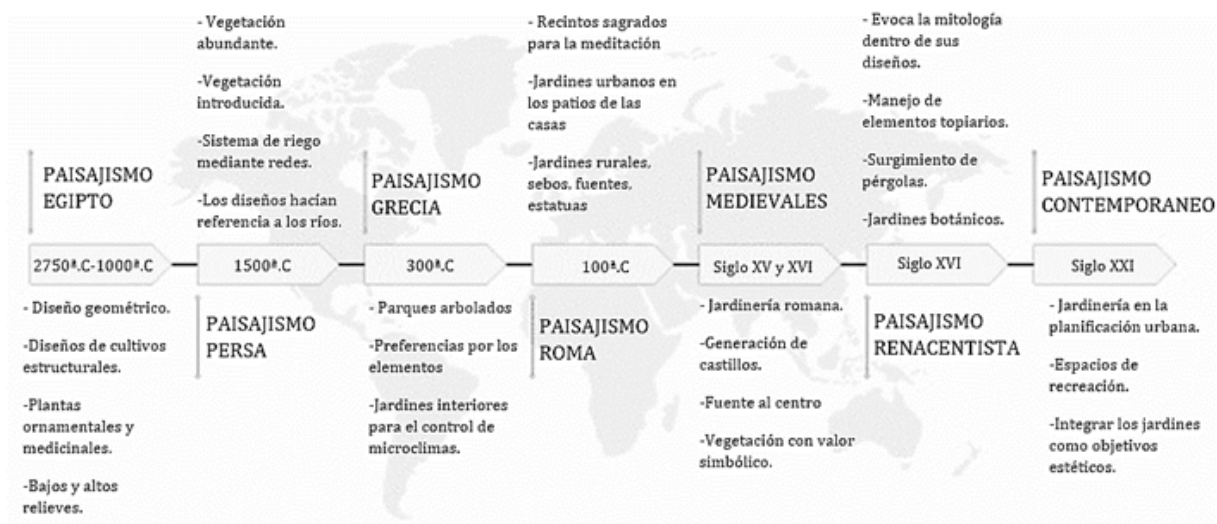 PAISAJISMO
EGIPTO
2750ª.C-1000ª.C
- Diseño geométrico.
-Diseños de cultivos
estructurales.
-Plantas
ornamentales y
medicinales.
-Bajos y altos
relieves.
- Vegetación
abundante.
-Vegetación
introducida.
-Sistema de riego
mediante redes.
-Los diseños hacían
referencia a los ríos.
1500ª.C
PAISAJISMO
PERSA
PAISAJISMO
GRECIA
300ª.C
- Parques arbolados
-Preferencias por los
elementos
-Jardines interiores
para el control de
microclimas.
- Recintos sagrados
para la meditación
-Jardines urbanos en
los patios de las
casas
-Jardines rurales,
sebos, fuentes,
estatuas
100ª.C
PAISAJISMO
ROMA
PAISAJISMO
MEDIEVALES
Siglo XV y XVI
- Jardinería romana.
-Generación de
castillos.
-Fuente al centro
-Vegetación con valor
simbólico.
- Evoca la mitología
dentro de sus
diseños.
-Manejo de
elementos topiarios.
-Surgimiento de
pérgolas.
-Jardines botánicos.
Siglo XVI
PAISAJISMO
RENACENTISTA
PAISAJISMO
CONTEMPORANEO
Siglo XXI
- Jardinería en la
planificación urbana.
-Espacios de
recreación.
-Integrar los jardines
como objetivos
estéticos.